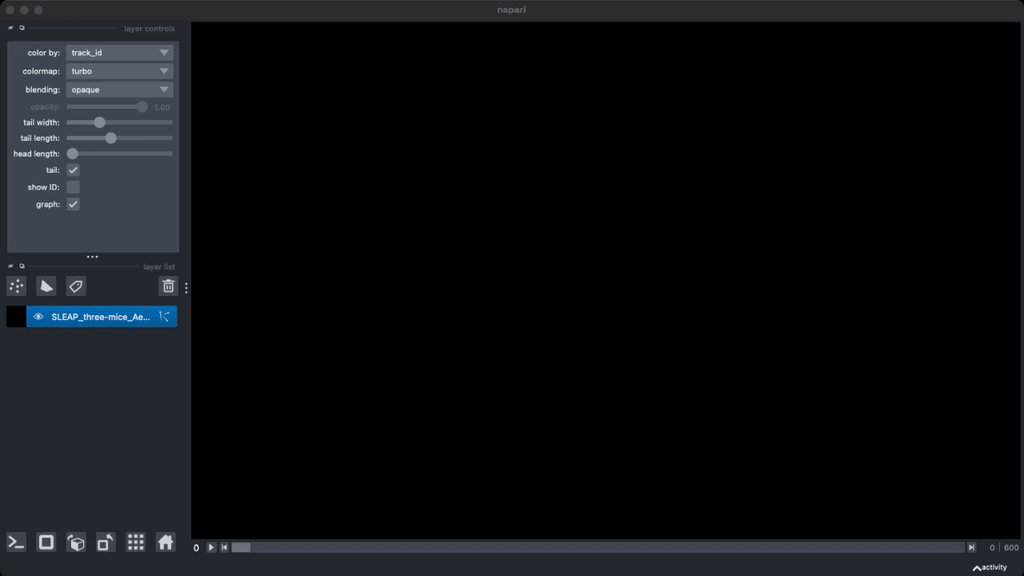 napari
layer controls
color by: track_id
colormap: turbo
blending: opaque
opacity: 1.00
tail width:
tail length:
head length:
tail:
show ID:
graph:
layer list
SLEAP_three-mice_Ae...
0 0 600
activity